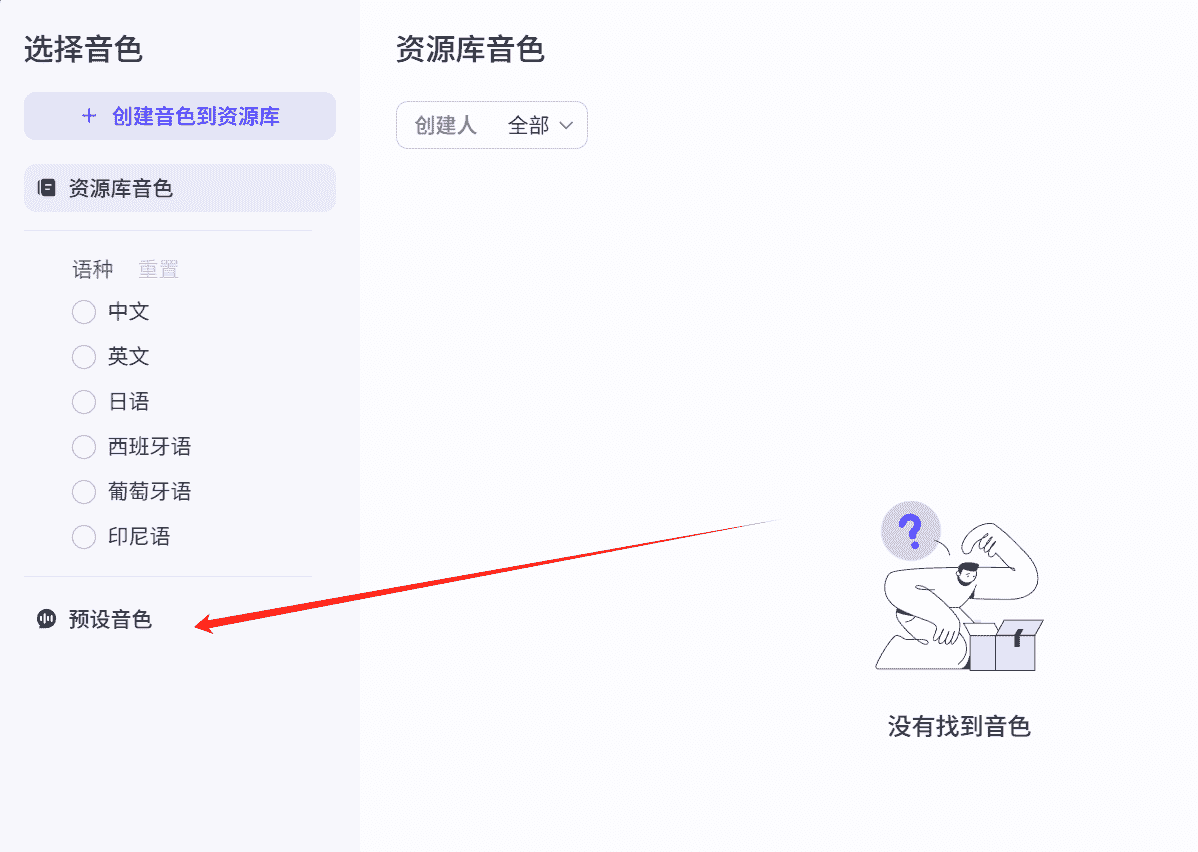 选择音色
+ 创建音色到资源库
资源库音色
语种 重置
中文
英文
日语
西班牙语
葡萄牙语
印尼语
预设音色
资源库音色
创建人 全部
?
没有找到音色